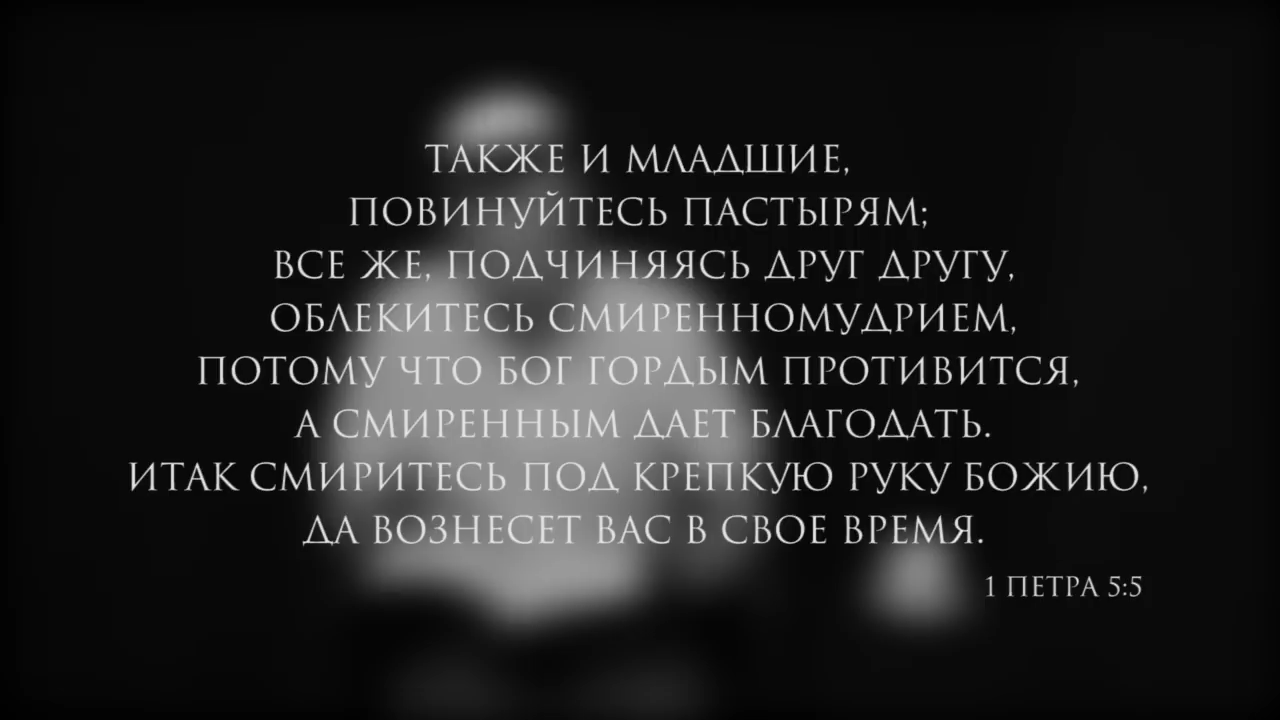 ТАКЖЕ И МЛАДШИЕ,
ПОВИНУЙТЕСЬ ПАСТЫРЯМ;
ВСЕ ЖЕ, ПОДЧИНЯЯСЬ ДРУГ ДРУГУ,
ОБЛЕКИТЕСЬ СМИРЕННОМУДРИЕМ,
ПОТОМУ ЧТО БОГ ГОРДЫМ ПРОТИВИТСЯ,
А СМИРЕННЫМ ДАЕТ БЛАГОДАТЬ.
ИТАК СМИРИТЕСЬ ПОД КРЕПКУЮ РУКУ БОЖИЮ,
ДА ВОЗНЕСЕТ ВАС В СВОЕ ВРЕМЯ.
1 ПЕТРА 5:5